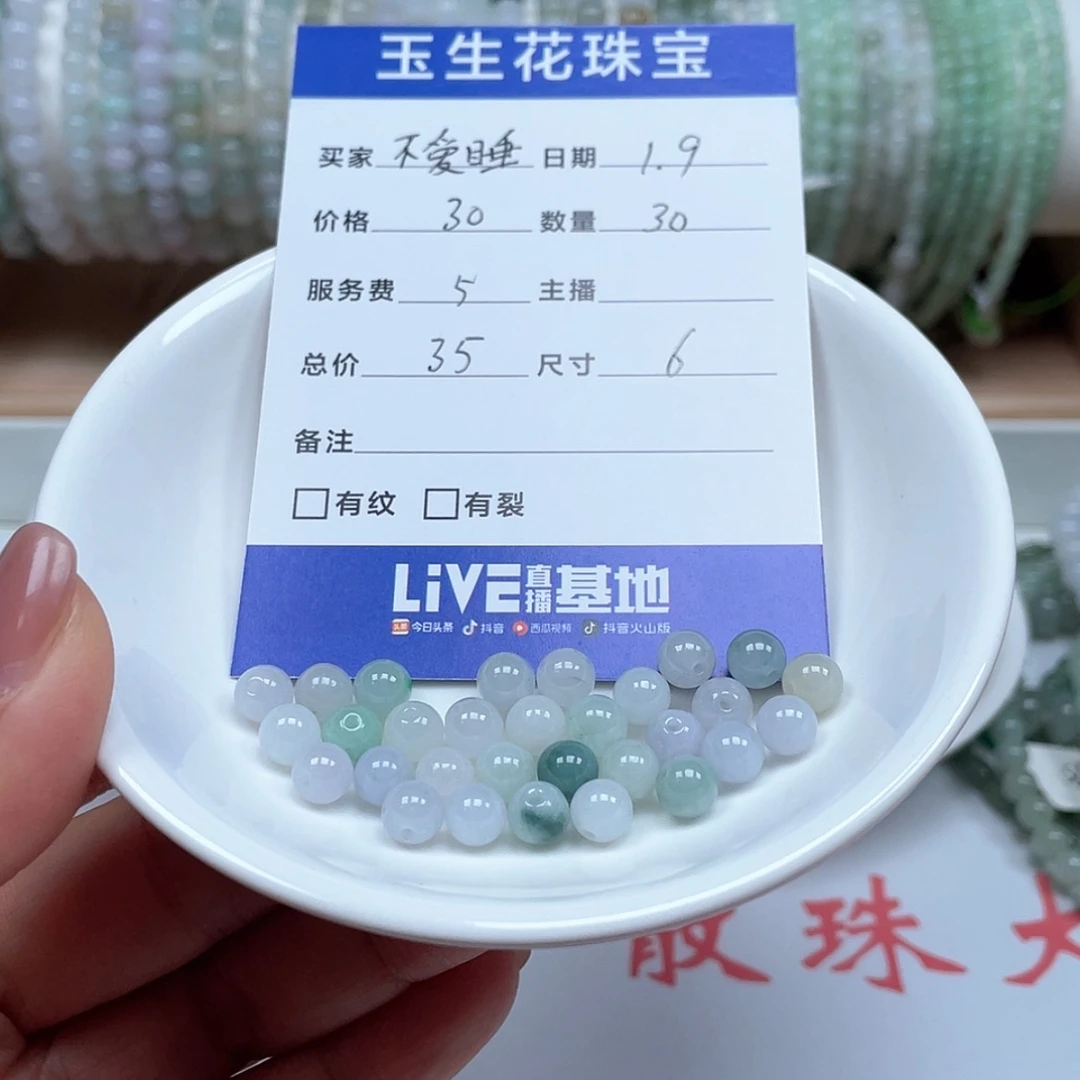 玉生花珠宝
买家 不爱睡 日期 1.9
价格 30 数量 30
服务费 5 主播
总价 35 尺寸 6
备注
有纹 有裂
LiVE直播基地
今日头条 抖音 西瓜视频 抖音火山版
散珠大